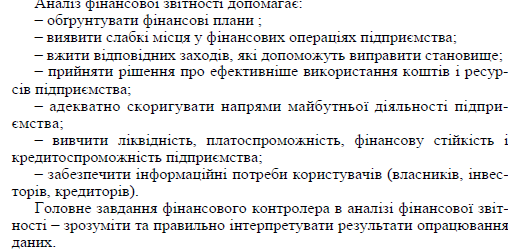 Аналіз фінансової звітності допомагає:
– обґрунтувати фінансові плани ;
– виявити слабкі місця у фінансових операціях підприємства;
– вжити відповідних заходів, які допоможуть виправити становище;
– прийняти рішення про ефективніше використання коштів і ресур-
сів підприємства;
– адекватно скоригувати напрями майбутньої діяльності підпри-
ємства;
– вивчити ліквідність, платоспроможність, фінансову стійкість і
кредитоспроможність підприємства;
– забезпечити інформаційні потреби користувачів (власників, інвес-
торів, кредиторів).
Головне завдання фінансового контролера в аналізі фінансової звіт-
ності – зрозуміти та правильно інтерпретувати результати опрацювання
даних.